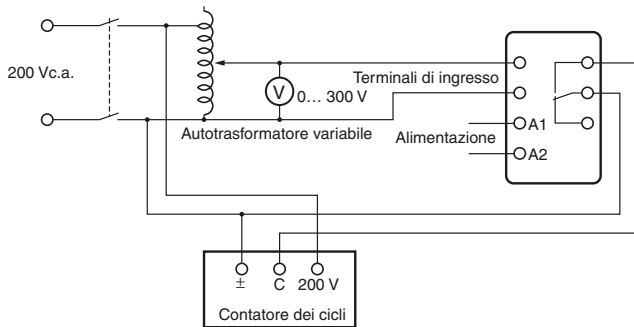 200 Vc.a.
V
0... 300 V
Terminali di ingresso
Autotrasformatore variabile
Alimentazione
A1
A2
± C 200 V
Contatore dei cicli